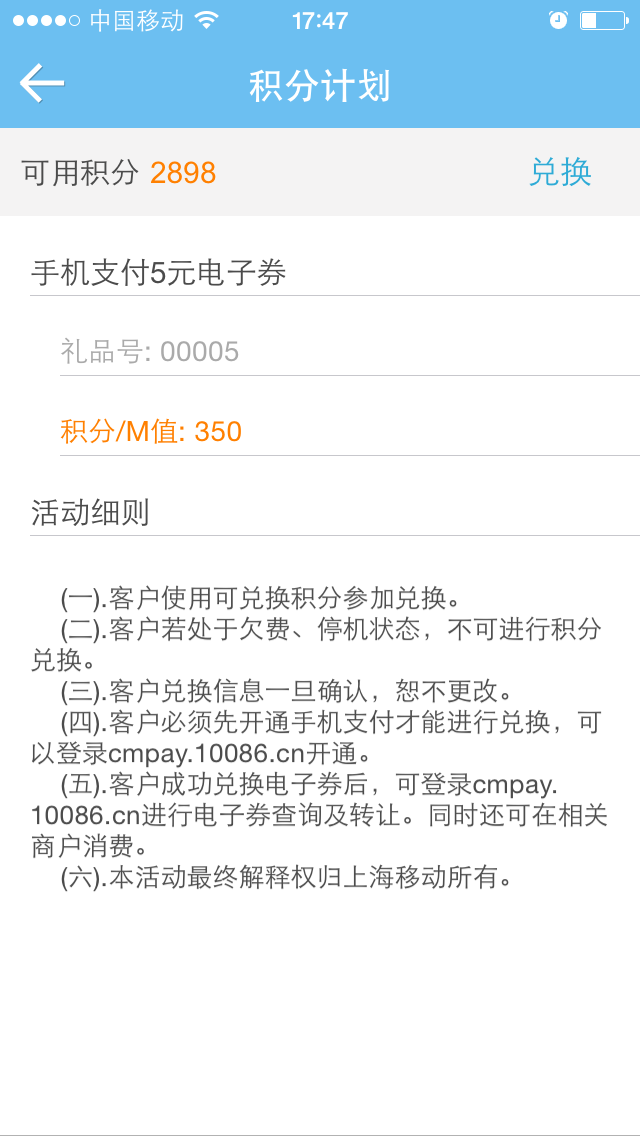 中国移动 17:47
积分计划
可用积分 2898 兑换
手机支付5元电子券
礼品号: 00005
积分/M值: 350
活动细则
(一).客户使用可兑换积分参加兑换。
(二).客户若处于欠费、停机状态，不可进行积分
兑换。
(三).客户兑换信息一旦确认，恕不更改。
(四).客户必须先开通手机支付才能进行兑换，可
以登录cmpay.10086.cn开通。
(五).客户成功兑换电子券后，可登录cmpay.
10086.cn进行电子券查询及转让。同时还可在相关
商户消费。
(六).本活动最终解释权归上海移动所有。